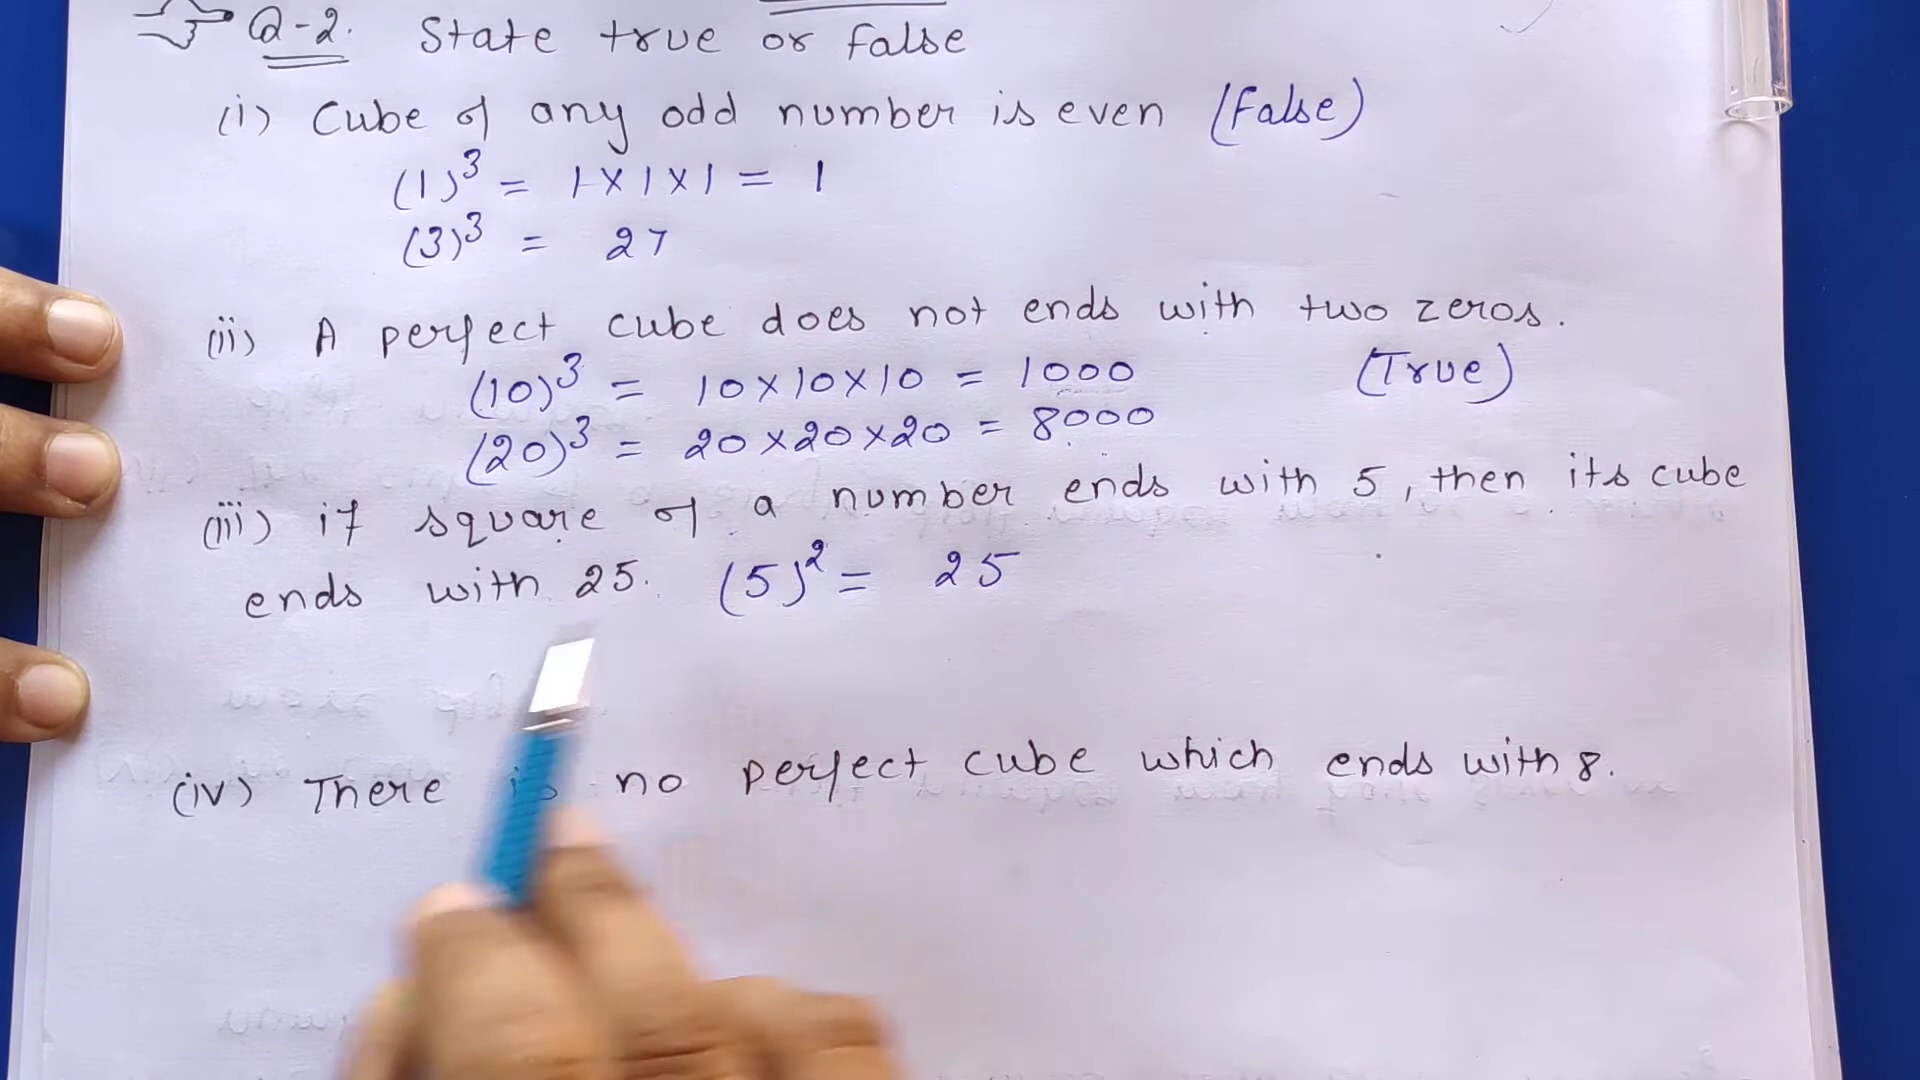 Q-2. State true or false
(i) Cube of any odd number is even (False)
(1)³ = 1×1×1 = 1
(3)³ = 27
(ii) A perfect cube does not ends with two zeros.
(10)³ = 10×10×10 = 1000 (True)
(20)³ = 20×20×20 = 8000
(iii) if square of a number ends with 5, then its cube
ends with 25. (5)² = 25
(iv) There is no perfect cube which ends with 8.